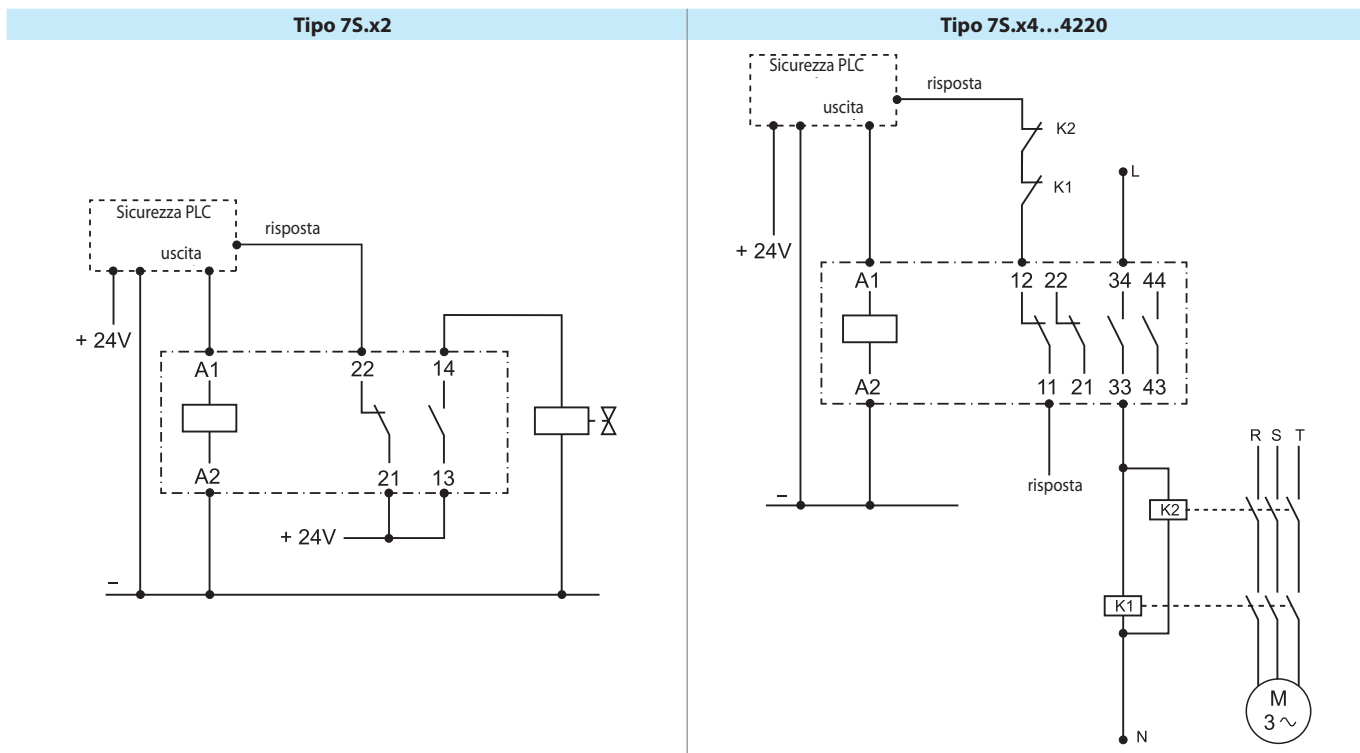 Tipo 7S.x2
Sicurezza PLC
uscita
risposta
+ 24V
A1
22
14
A2
21
13
+ 24V
–
Tipo 7S.x4...4220
Sicurezza PLC
uscita
risposta
K2
K1
L
+ 24V
A1
12
22
34
44
A2
11
21
33
43
risposta
–
R S T
K2
K1
M
3 ~
N